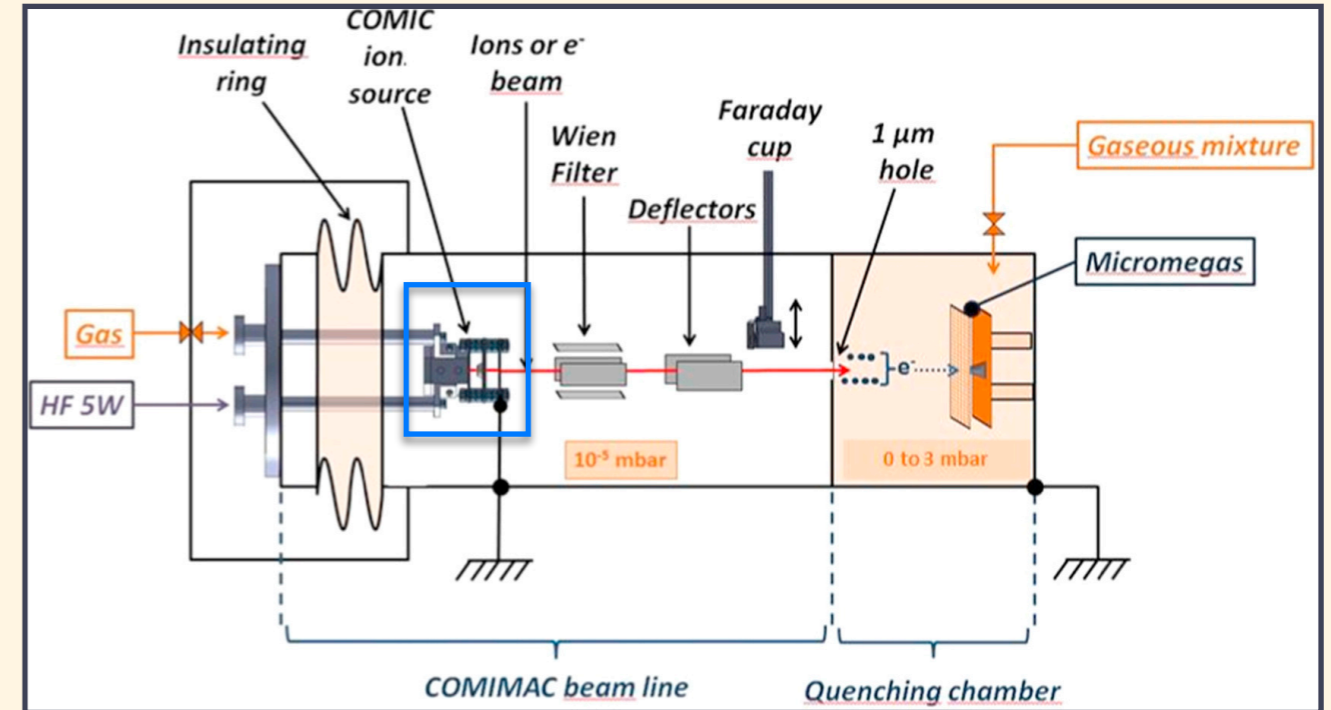 Insulating
ring
COMIC
ion.
source
Ions or e⁻
beam
Wien
Filter
Deflectors
Faraday
cup
1 µm
hole
Gaseous mixture
Micromegas
Gas
HF 5W
e⁻
10⁻⁵ mbar
0 to 3 mbar
COMIMAC beam line
Quenching chamber